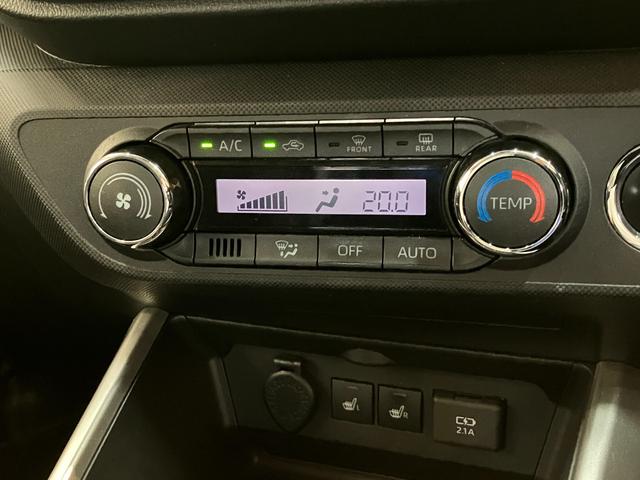 A/C FRONT REAR
20.0 TEMP
OFF AUTO
L R
2.1A